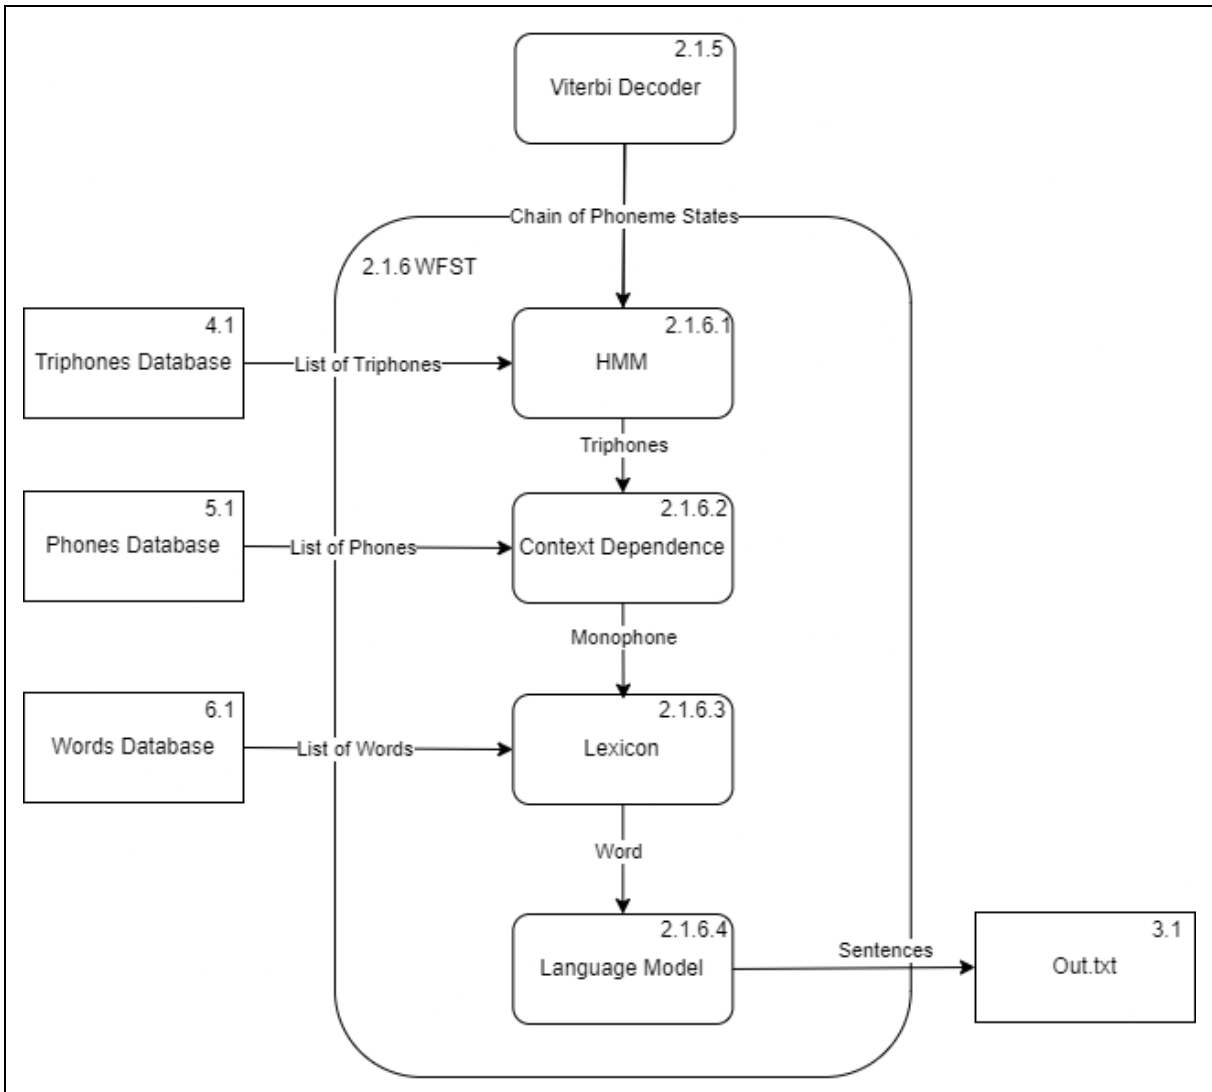 2.1.5
Viterbi Decoder
Chain of Phoneme States
2.1.6 WFST
4.1
Triphones Database
List of Triphones
2.1.6.1
HMM
Triphones
5.1
Phones Database
List of Phones
2.1.6.2
Context Dependence
Monophone
6.1
Words Database
List of Words
2.1.6.3
Lexicon
Word
2.1.6.4
Language Model
Sentences
3.1
Out.txt